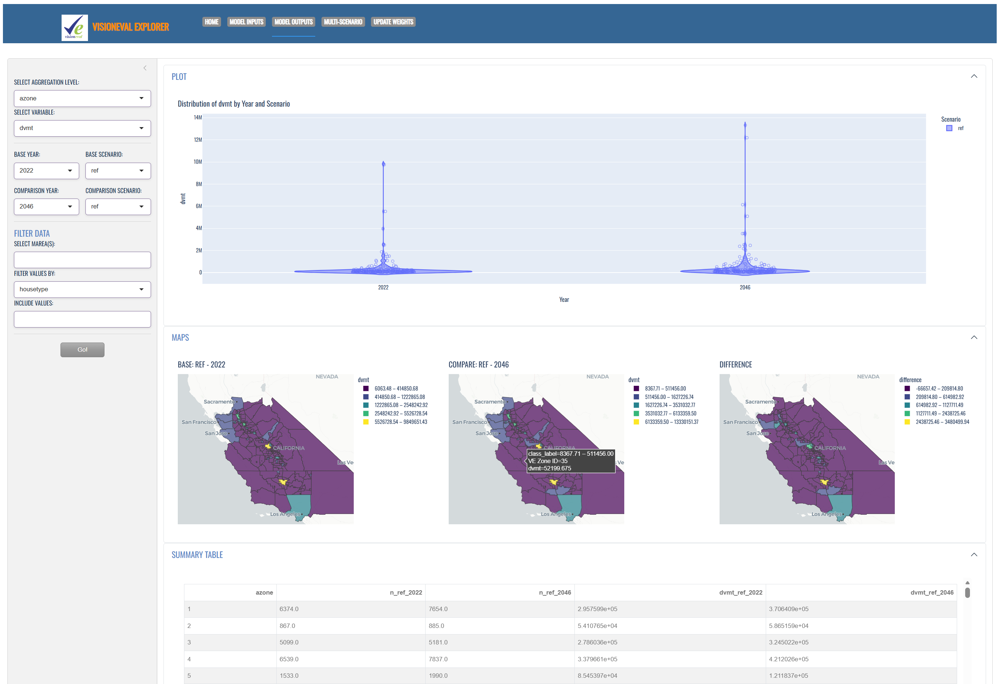 visioneval
VISIONEVAL EXPLORER
HOME
MODEL INPUTS
MODEL OUTPUTS
MULTI-SCENARIO
UPDATE WEIGHTS
SELECT AGGREGATION LEVEL:
azone
SELECT VARIABLE:
dvmt
BASE YEAR:
BASE SCENARIO:
2022
ref
COMPARISON YEAR:
COMPARISON SCENARIO:
2046
ref
FILTER DATA
SELECT MAREA(S):
FILTER VALUES BY:
housetype
INCLUDE VALUES:
Go!
PLOT
Distribution of dvmt by Year and Scenario
14M
12M
10M
8M
6M
4M
2M
0
dvmt
2022
2046
Year
Scenario
ref
MAPS
BASE: REF - 2022
NEVADA
Sacramento
San Francisco
San Jose
CALIFORNIA
Las Ve
Los Angeles
dvmt
6063.48 – 414850.68
414850.68 – 1222865.08
1222865.08 – 2548242.92
2548242.92 – 5526728.54
5526728.54 – 9849651.43
COMPARE: REF - 2046
NEVADA
Sacramento
San Francisco
San Jose
CALIFORNIA
class_label=8367.71 – 511456.00
VE Zone ID=35
dvmt=52199.675
Ve
Los Angeles
dvmt
8367.71 – 511456.00
511456.00 – 1627226.74
1627226.74 – 3531032.77
3531032.77 – 6133359.50
6133359.50 – 13330151.37
DIFFERENCE
NEVADA
Sacramento
San Francisco
San Jose
CALIFORNIA
Las Ve
Los Angeles
difference
-66657.42 – 209814.80
209814.80 – 614982.92
614982.92 – 1127711.49
1127711.49 – 2438725.46
2438725.46 – 3480499.94
SUMMARY TABLE
azone n_ref_2022 n_ref_2046 dvmt_ref_2022 dvmt_ref_2046
1 6374.0 7654.0 2.957599e+05 3.706409e+05
2 867.0 885.0 5.410765e+04 5.865159e+04
3 5099.0 5181.0 2.786036e+05 3.245022e+05
4 6539.0 7837.0 3.379661e+05 4.212026e+05
5 1533.0 1990.0 8.545397e+04 1.211837e+05